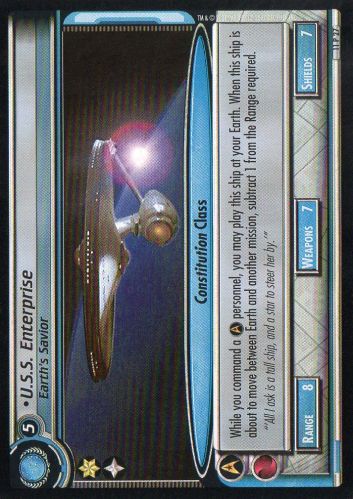 5
•U.S.S. Enterprise
Earth's Savior
TM & ©
Constitution Class
While you command a personnel, you may play this ship at your Earth. When this ship is
about to move between Earth and another mission, subtract 1 from the Range required.
"All I ask is a tall ship, and a star to steer her by."
RANGE 8
WEAPONS 7
SHIELDS 7